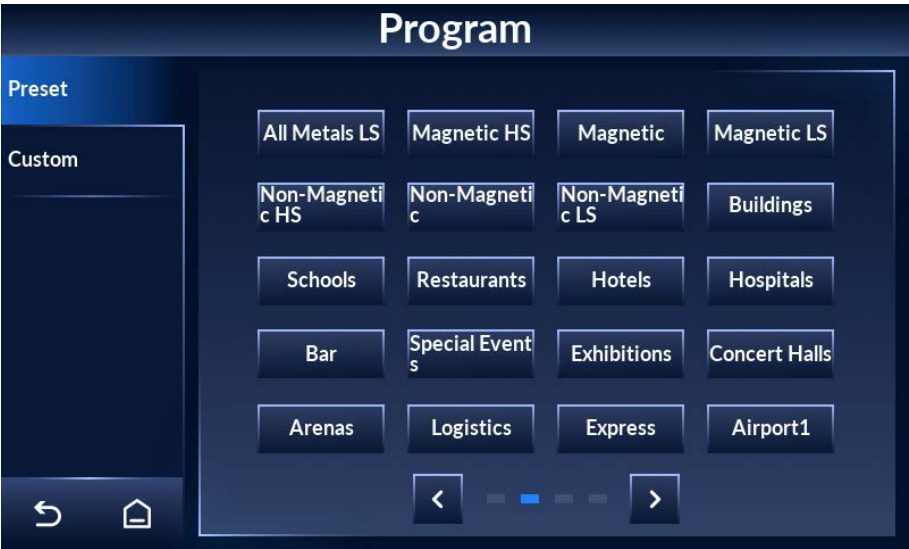 Program
Preset
Custom
All Metals LS
Magnetic HS
Magnetic
Magnetic LS
Non-Magneti
c HS
Non-Magneti
c
Non-Magneti
c LS
Buildings
Schools
Restaurants
Hotels
Hospitals
Bar
Special Event
s
Exhibitions
Concert Halls
Arenas
Logistics
Express
Airport1